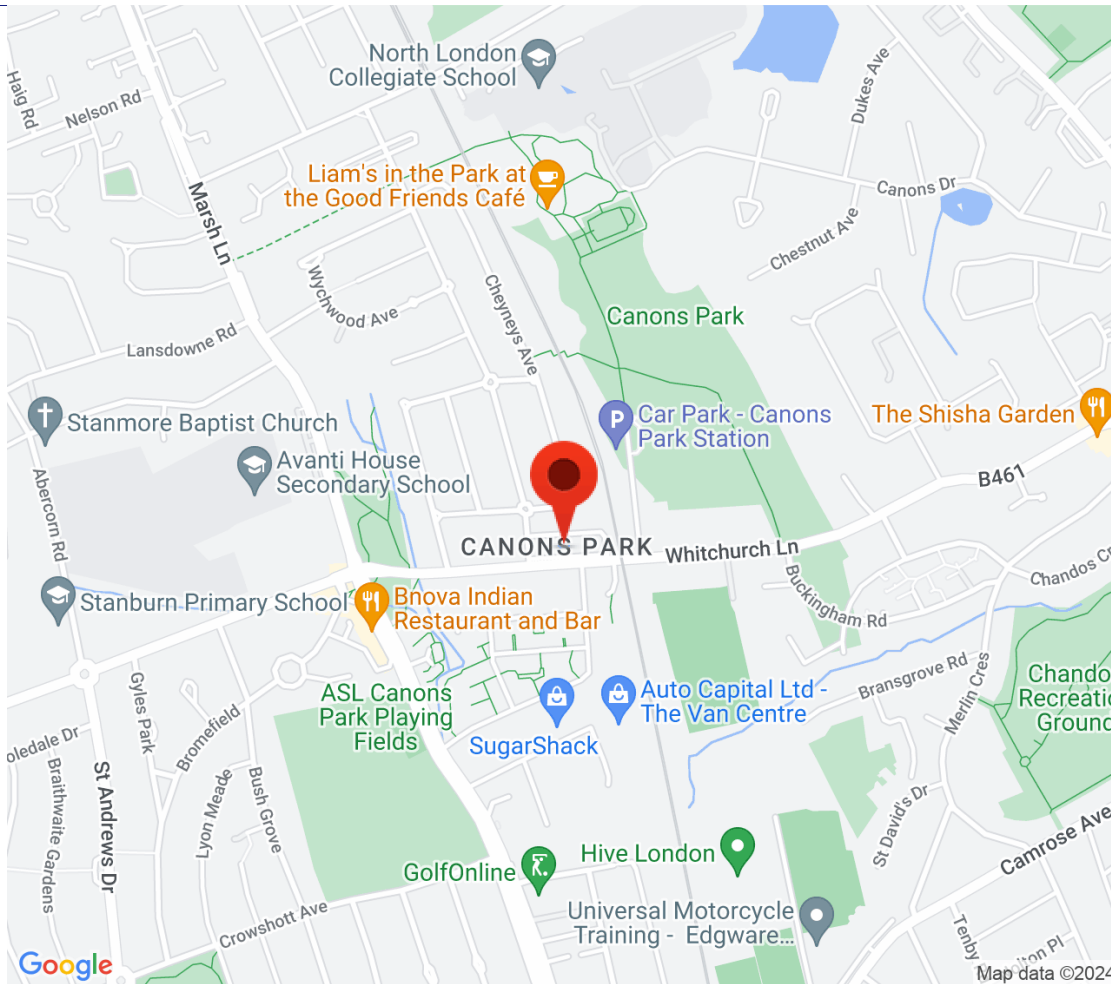 North London
Collegiate School
Haig Rd
Nelson Rd
Dukes Ave
Liam's in the Park at
the Good Friends Café
Canons Dr
Marsh Ln
Chestnut Ave
Wychwood Ave
Cheyneys Ave
Canons Park
Lansdowne Rd
Stanmore Baptist Church
P
Car Park - Canons
Park Station
The Shisha Garden
Avanti House
Secondary School
B461
Abercorn Rd
CANONS PARK
Whitchurch Ln
Chandos C
Stanburn Primary School
Bnova Indian
Restaurant and Bar
Buckingham Rd
Gyles Park
Bromefield
ASL Canons
Park Playing
Fields
Auto Capital Ltd -
The Van Centre
SugarShack
Bransgrove Rd
Merlin Cres
Chando
Recreatio
Ground
oledale Dr
Braithwaite Gardens
St Andrews Dr
Lyon Meade
Bush Grove
St David's Dr
Camrose Ave
GolfOnline
Hive London
Crowshott Ave
Universal Motorcycle
Training - Edgware...
Tenby
olton Pl
Google
Map data ©2024